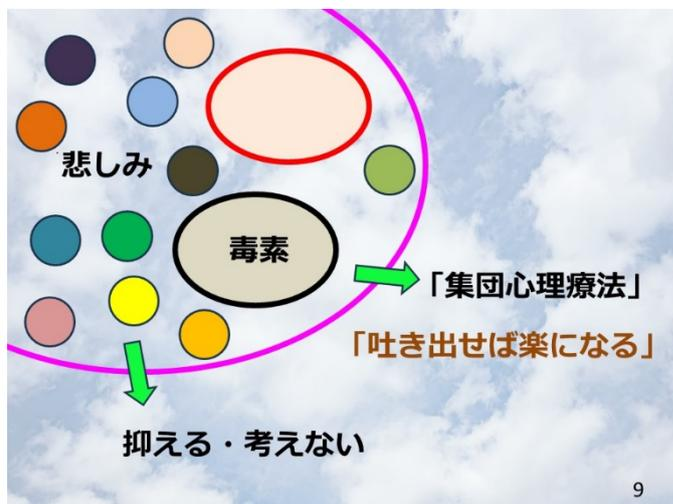 悲しみ
毒素
「集団心理療法」
「吐き出せば楽になる」
抑える・考えない
9